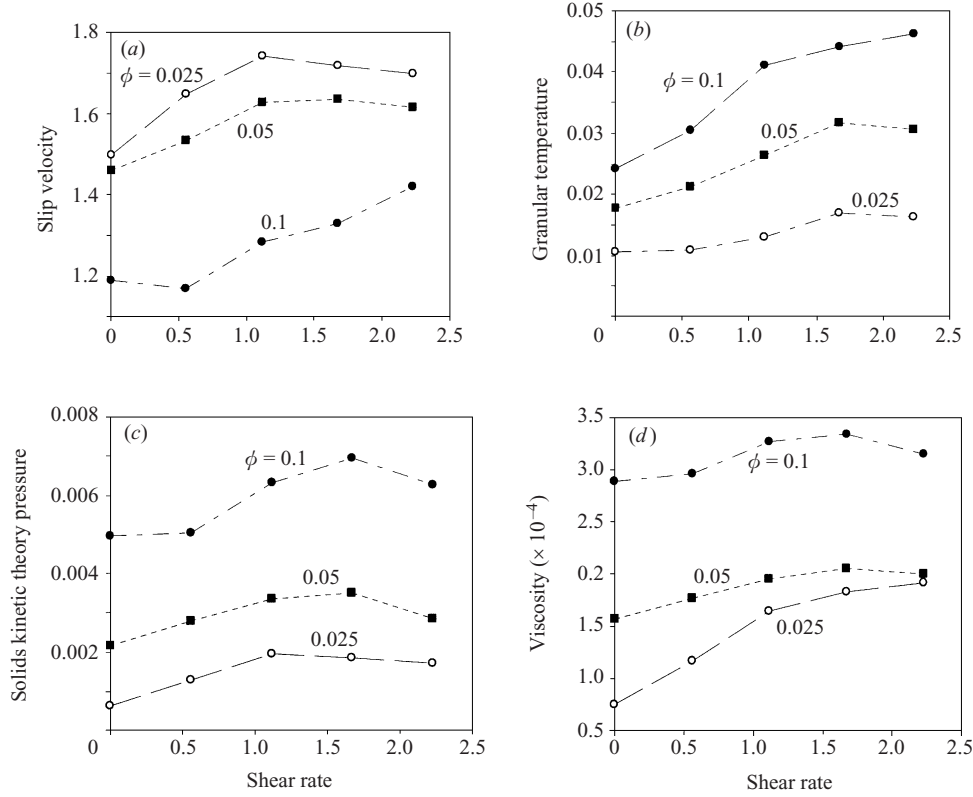 (a)
1.8
1.6
1.4
1.2
Slip velocity
ϕ = 0.025
0.05
0.1
0 0.5 1.0 1.5 2.0 2.5
(b)
0.05
0.04
0.03
0.02
0.01
Granular temperature
ϕ = 0.1
0.05
0.025
0 0.5 1.0 1.5 2.0 2.5
(c)
0.008
0.006
0.004
0.002
Solids kinetic theory pressure
ϕ = 0.1
0.05
0.025
0 0.5 1.0 1.5 2.0 2.5
Shear rate
(d)
3.5
3.0
2.5
0.2
1.5
1.0
0.5
Viscosity (× 10⁻⁴)
ϕ = 0.1
0.05
0.025
0 0.5 1.0 1.5 2.0 2.5
Shear rate